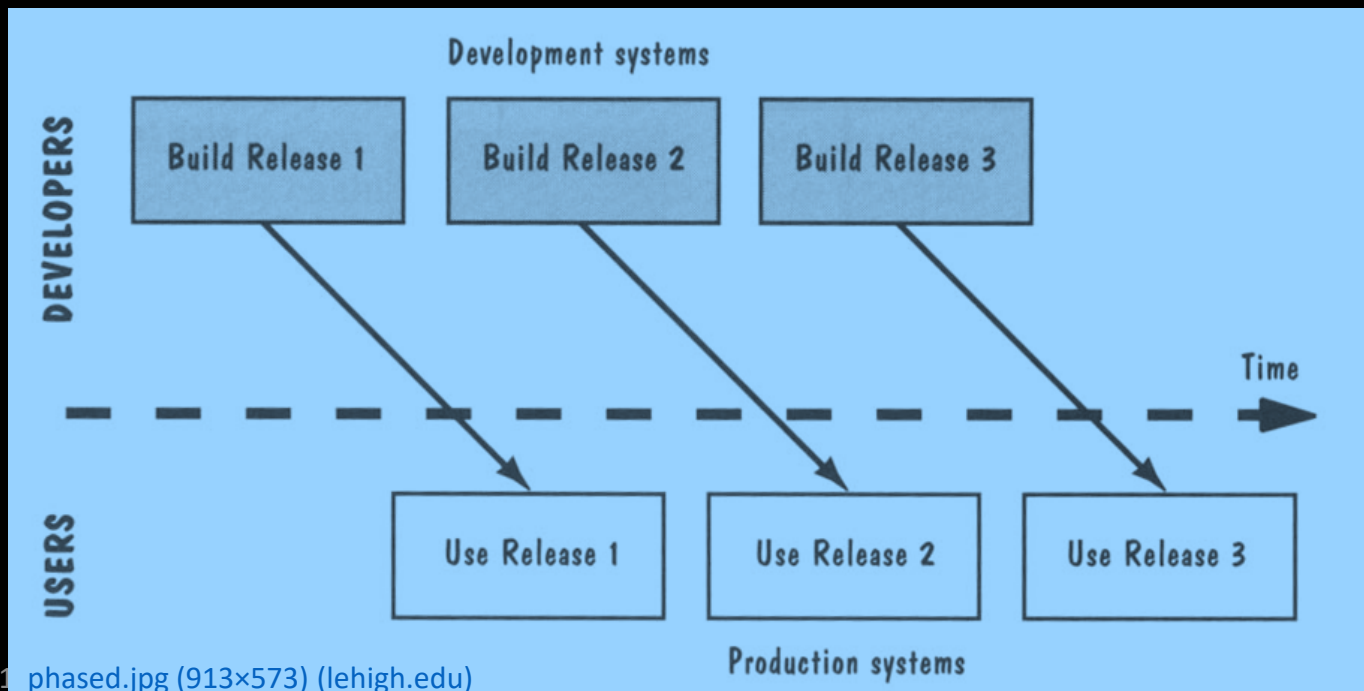 Development systems
DEVELOPERS
Build Release 1
Build Release 2
Build Release 3
Time
USERS
Use Release 1
Use Release 2
Use Release 3
Production systems
1 phased.jpg (913×573) (lehigh.edu)